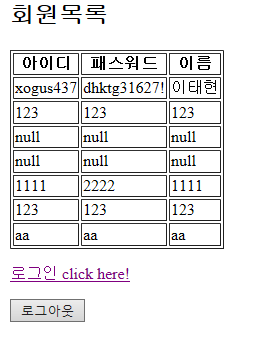 회원목록
아이디 패스워드 이름
xogus437 dhktg31627! 이태현
123 123 123
null null null
null null null
1111 2222 1111
123 123 123
aa aa aa
로그인 click here!
로그아웃